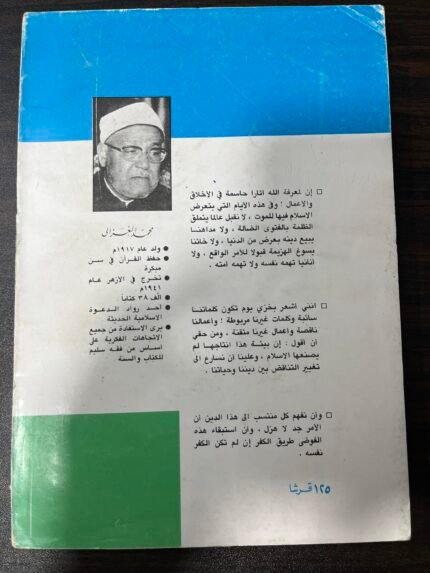 □ إن لمعرفة الله آثارا حاسمة في الأخلاق
والأعمال ؛ وفي هذه الأيام التي يتعرض
الإسلام فيها للموت ، لا نقبل عالما يتملق
الظلمة بالفتوى الضالة ، ولا مداهنا
يبيع دينه بعرض من الدنيا ، ولا خائنا
يسوغ الهزيمة قبولا للأمر الواقع ، ولا
أنانيا تهمه نفسه ولا تهمه أمته .
□ انني اشعر بخزي يوم تكون كلماتنا
سائبة وكلمات غيرنا مربوطة ؛ وأعمالنا
ناقصة وأعمال غيرنا متقنة ، ومن حقي
أن أقول : إن بيئة هذا انتاجها لم
يصنعها الاسلام ، وعلينا أن نسارع الى
تغيير التناقض بين ديننا وحياتنا .
□ وأن نفهم كل منتسب الى هذا الدين أن
الأمر جد لا هزل ، وأن استبقاء هذه
الفوضى طريق الكفر إن لم تكن الكفر
نفسه .
١٢٥ قرشا
محمد الغزالي
● ولد عام ١٩١٧م
● حفظ القرآن في سن
مبكرة
● تخرج في الأزهر عام
١٩٤١م
● ألف ٣٨ كتاباً
● أحد رواد الدعوة
الاسلامية الحديثة
● يرى الاستفادة من جميع
الاتجاهات الفكرية على
أساس من فقه سليم
للكتاب والسنة